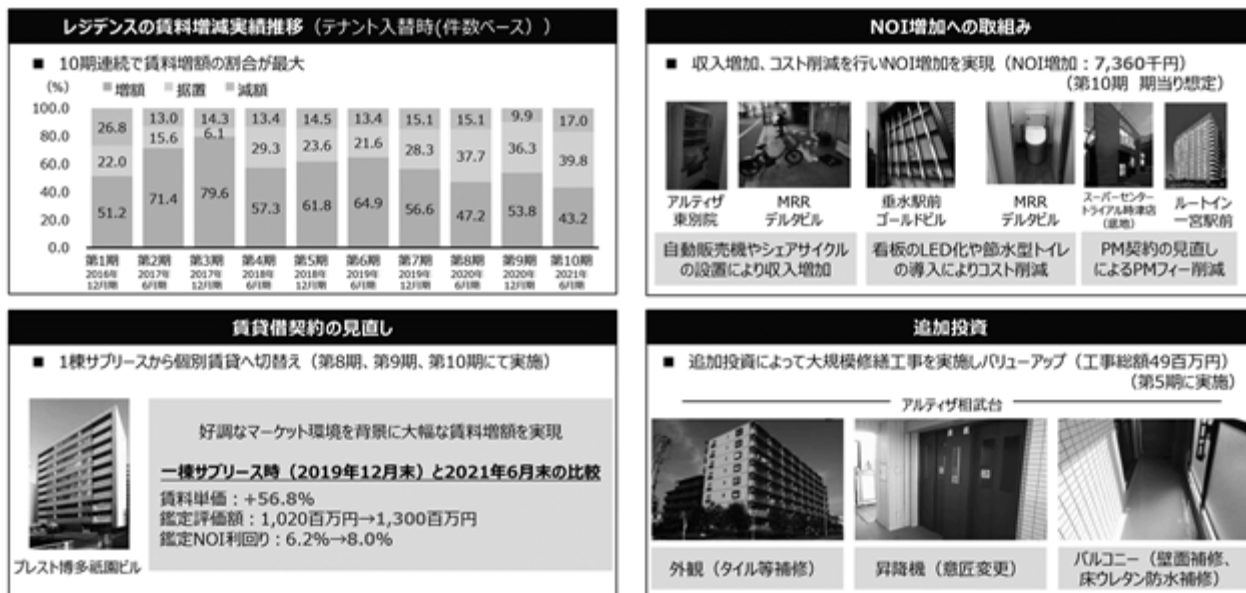 レジデンスの賃料増減実績推移（テナント入替時(件数ベース））
■ 10期連続で賃料増額の割合が最大
(%)
■増額 ■据置 ■減額
100.0
80.0
60.0
40.0
20.0
0.0
26.8 13.0 14.3 13.4 14.5 13.4 15.1 15.1 9.9 17.0
22.0 15.6 6.1 29.3 23.6 21.6 28.3 37.7 36.3 39.8
51.2 71.4 79.6 57.3 61.8 64.9 56.6 47.2 53.8 43.2
第1期 第2期 第3期 第4期 第5期 第6期 第7期 第8期 第9期 第10期
2016年 2017年 2017年 2018年 2018年 2019年 2019年 2020年 2020年 2021年
12月期 6月期 12月期 6月期 12月期 6月期 12月期 6月期 12月期 6月期
NOI増加への取組み
■ 収入増加、コスト削減を行いNOI増加を実現（NOI増加：7,360千円）
（第10期 期当り想定）
アルティザ
東別院
MRR
デルタビル
垂水駅前
ゴールドビル
MRR
デルタビル
スーパーセンター
トライアル時津店
（底地）
ルートイン
一宮駅前
自動販売機やシェアサイクル
の設置により収入増加
看板のLED化や節水型トイレ
の導入によりコスト削減
PM契約の見直し
によるPMフィー削減
賃貸借契約の見直し
■ 1棟サブリースから個別賃貸へ切替え（第8期、第9期、第10期にて実施）
好調なマーケット環境を背景に大幅な賃料増額を実現
一棟サブリース時（2019年12月末）と2021年6月末の比較
賃料単価：+56.8%
鑑定評価額：1,020百万円→1,300百万円
鑑定NOI利回り：6.2%→8.0%
プレスト博多祇園ビル
追加投資
■ 追加投資によって大規模修繕工事を実施しバリューアップ（工事総額49百万円）
（第5期に実施）
アルティザ相武台
外観（タイル等補修）
昇降機（意匠変更）
バルコニー（壁面補修、
床ウレタン防水補修）